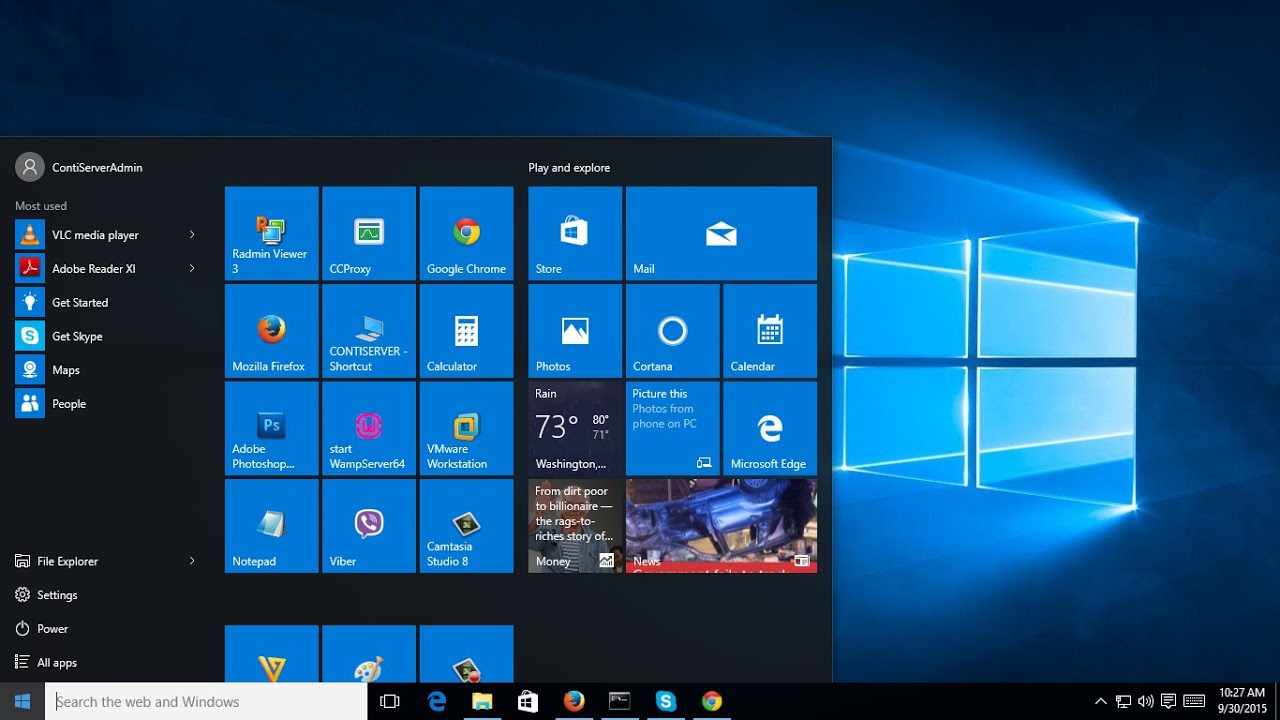 ContiServerAdmin
Most used
VLC media player
Adobe Reader XI
Get Started
Get Skype
Maps
People
File Explorer
Settings
Power
All apps
Radmin Viewer
3
CCProxy
Google Chrome
Mozilla Firefox
CONTISERVER -
Shortcut
Calculator
Ps
Adobe
Photoshop...
start
WampServer64
VMware
Workstation
Notepad
Viber
Camtasia
Studio 8
Play and explore
Store
Mail
Photos
Cortana
Calendar
Rain
73°
80°
71°
Washington,...
Picture this
Photos from
phone on PC
Microsoft Edge
From dirt poor
to billionaire —
the rags-to-
riches story of...
Money
News
Search the web and Windows
10:27 AM
9/30/2015